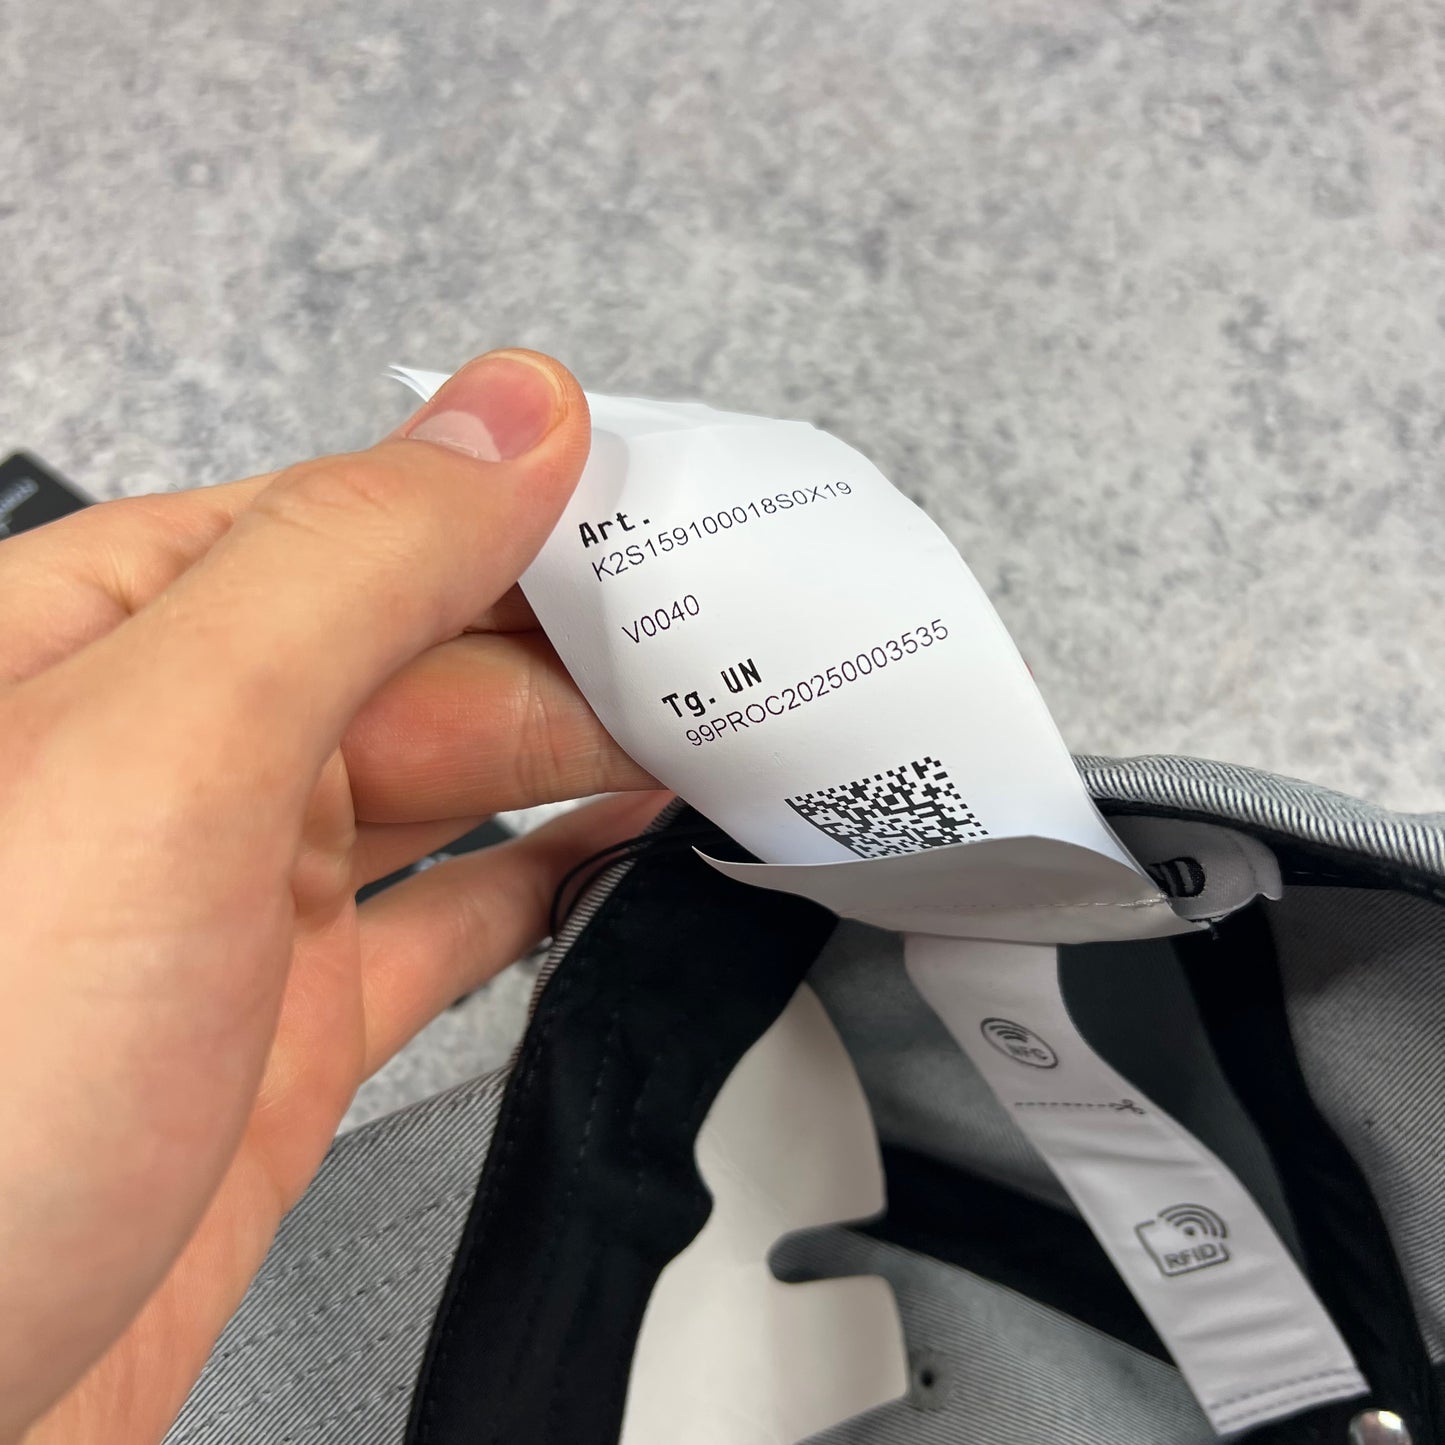 Art.
K2S159100018S0X19
V0040
Tg. UN
99PROC20250003535
NFC
RFID